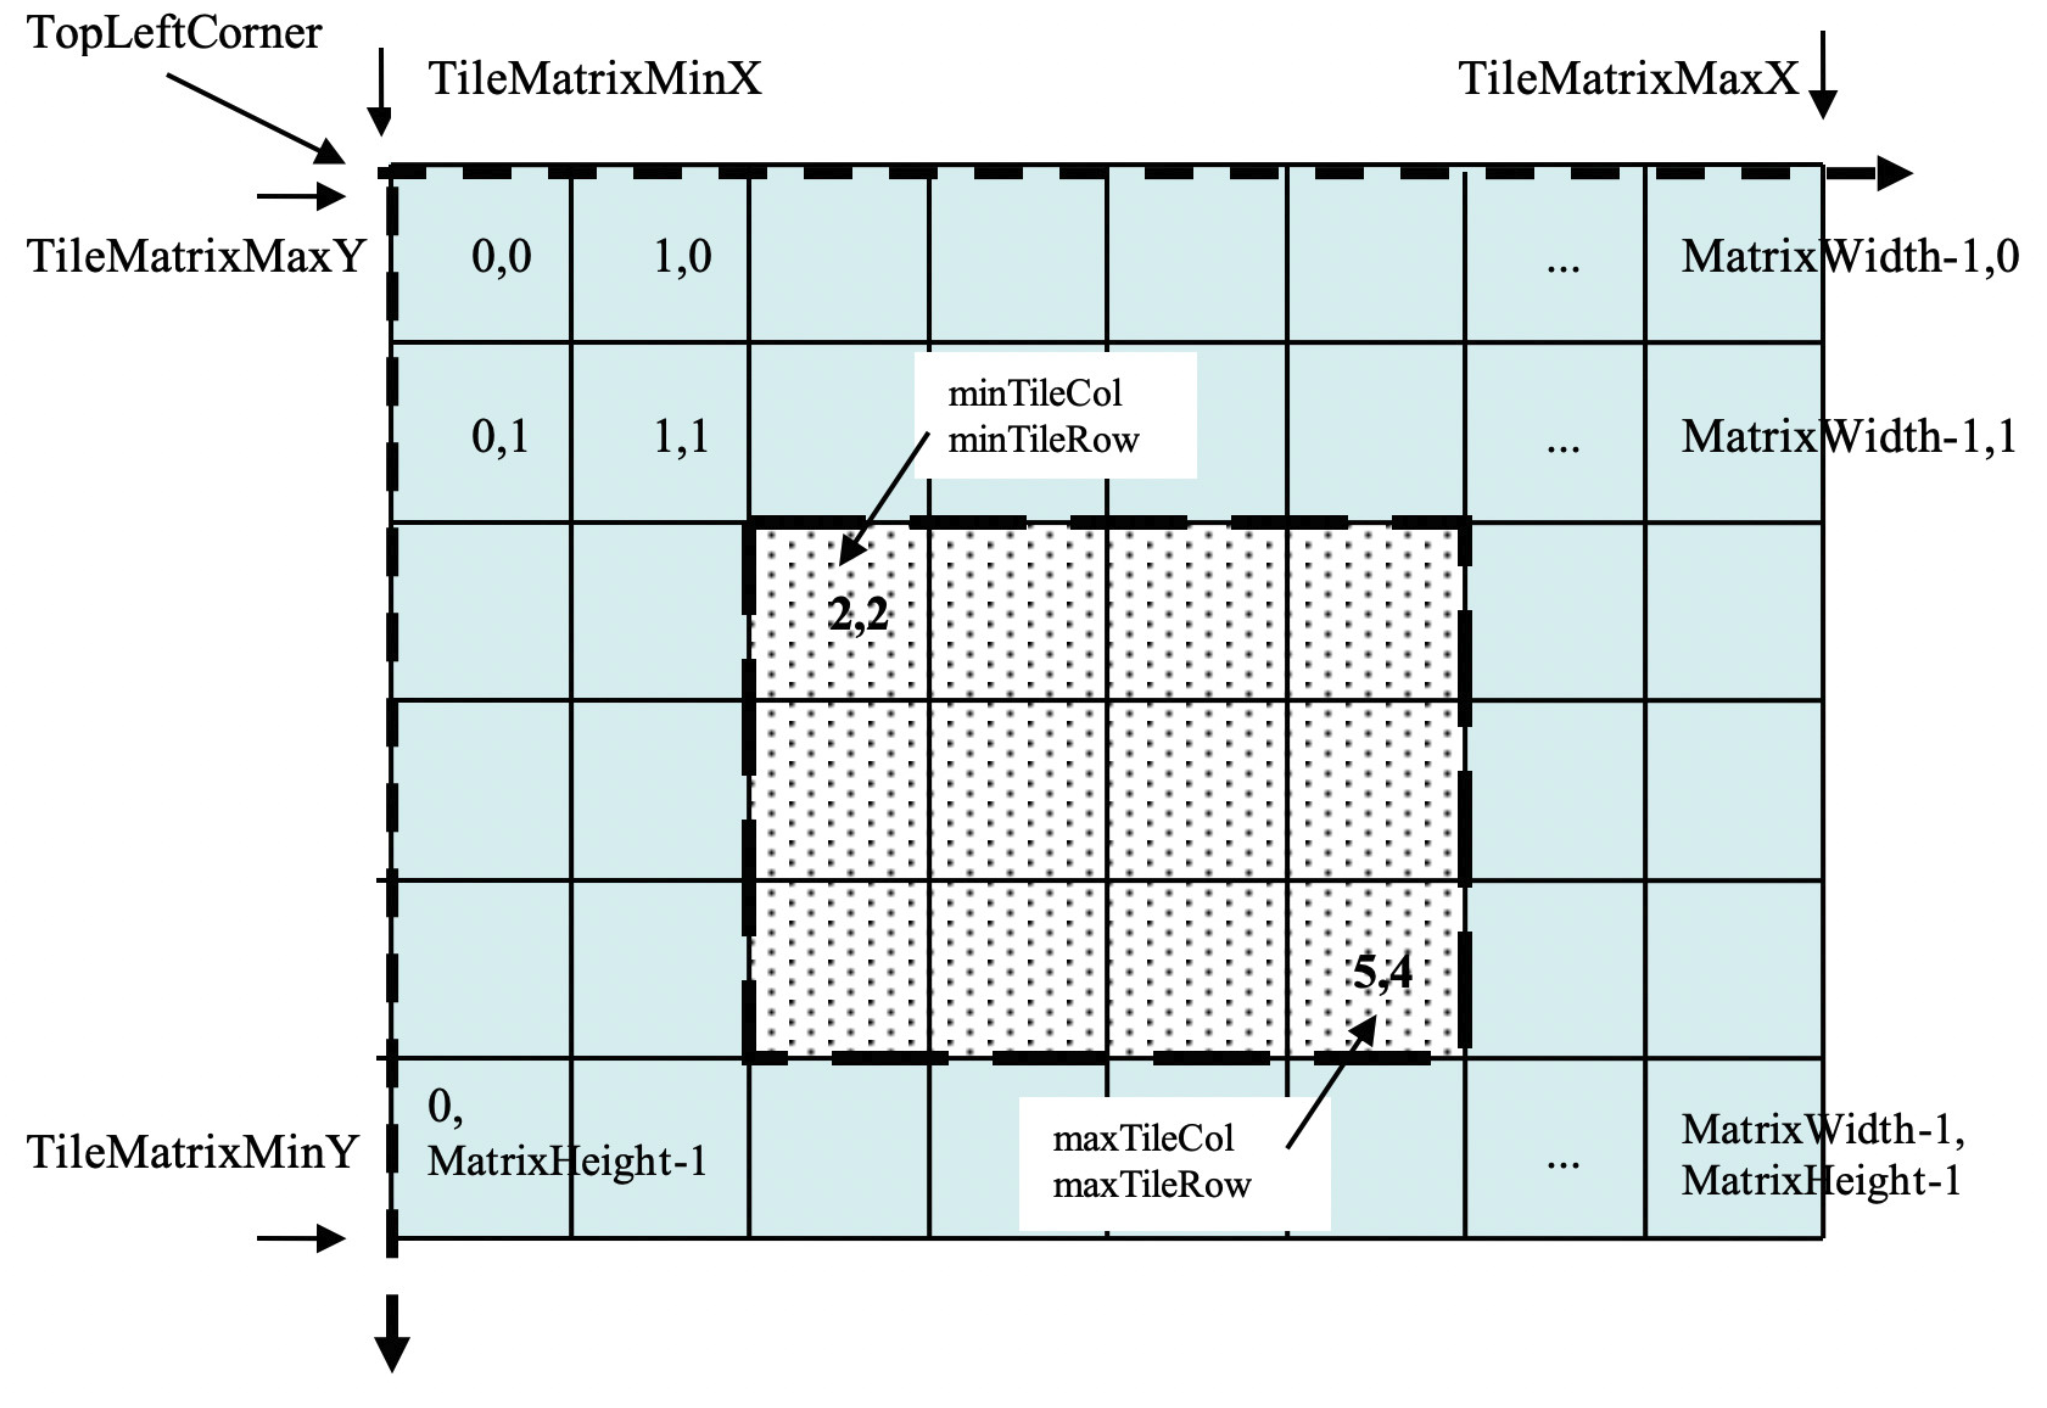 TopLeftCorner
TileMatrixMinX
TileMatrixMaxX
TileMatrixMaxY
0,0
1,0
...
MatrixWidth-1,0
minTileCol
minTileRow
0,1
1,1
...
MatrixWidth-1,1
2,2
5,4
TileMatrixMinY
0,
MatrixHeight-1
maxTileCol
maxTileRow
...
MatrixWidth-1,
MatrixHeight-1